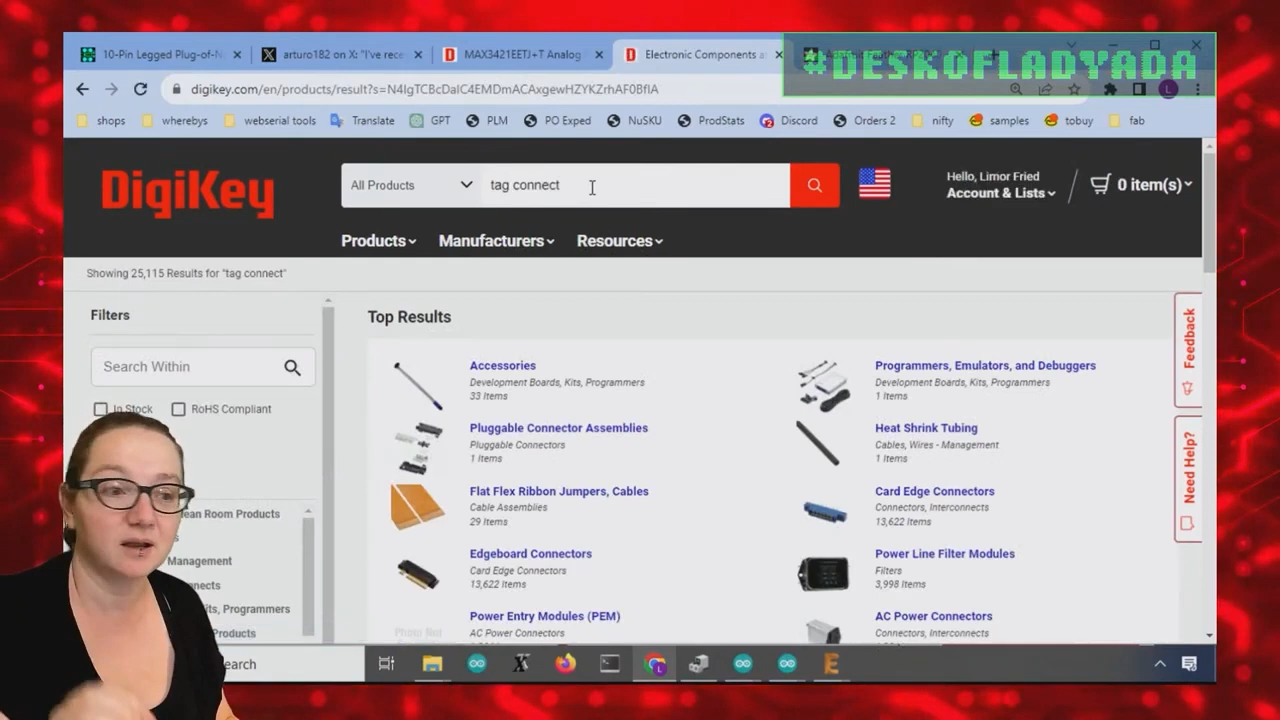 #DESKOFLADYADA
10-Pin Legged Plug-of-N
arturo182 on X: "I've rece
MAX3421EETJ+T Analog
Electronic Components a
digikey.com/en/products/result?s=N4IgTCBcDaIC4EMDmACAxgewHZYKZrhAF0BfIA
shops
wherebys
webserial tools
Translate
GPT
PLM
PO Exped
NuSKU
ProdStats
Discord
Orders 2
nifty
samples
tobuy
fab
DigiKey
All Products
tag connect
Hello, Limor Fried
Account & Lists
0 item(s)
Products
Manufacturers
Resources
Showing 25,115 Results for "tag connect"
Filters
Search Within
In Stock
RoHS Compliant
ean Room Products
Management
nects
its, Programmers
Products
Top Results
Accessories
Development Boards, Kits, Programmers
33 Items
Programmers, Emulators, and Debuggers
Development Boards, Kits, Programmers
1 Items
Pluggable Connector Assemblies
Pluggable Connectors
1 Items
Heat Shrink Tubing
Cables, Wires - Management
1 Items
Flat Flex Ribbon Jumpers, Cables
Cable Assemblies
29 Items
Card Edge Connectors
Connectors, Interconnects
13,622 Items
Edgeboard Connectors
Card Edge Connectors
13,622 Items
Power Line Filter Modules
Filters
3,998 Items
Power Entry Modules (PEM)
AC Power Connectors
AC Power Connectors
Connectors, Interconnects
Feedback
Need Help?
earch